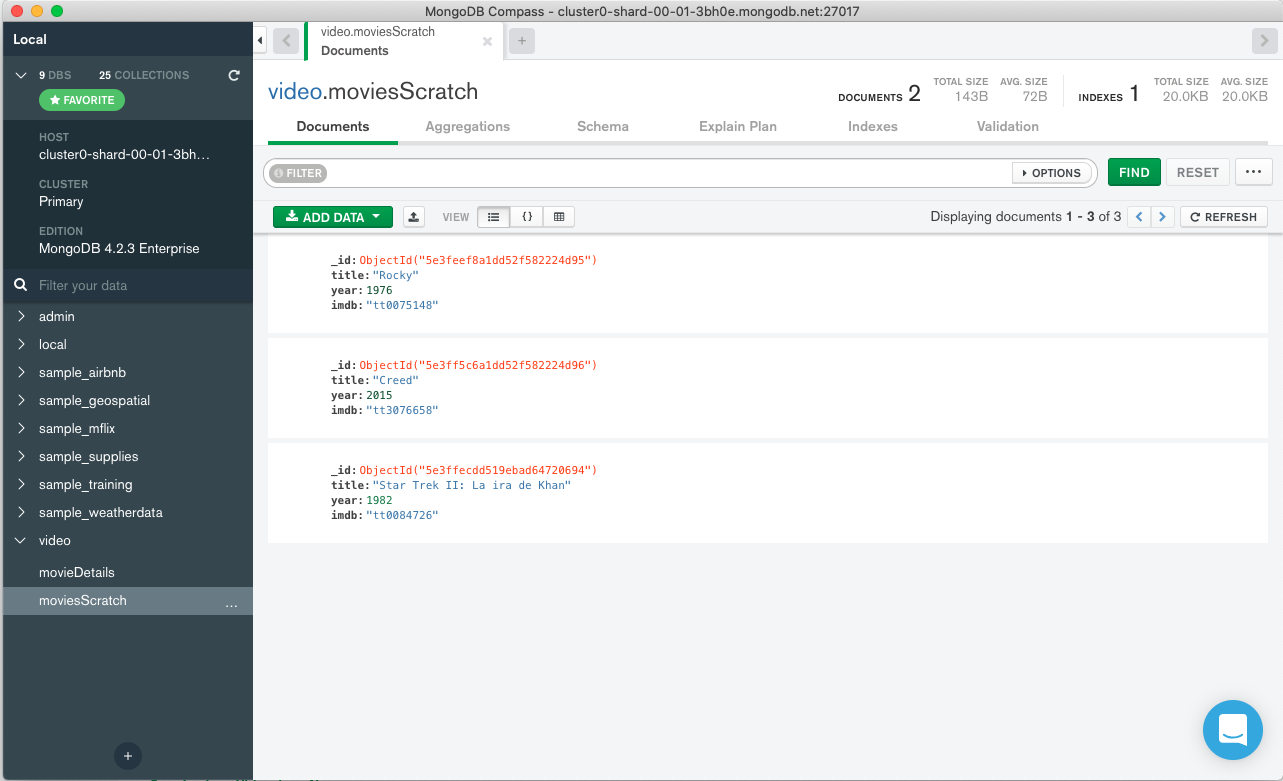 MongoDB Compass - cluster0-shard-00-01-3bh0e.mongodb.net:27017
Local
9 DBS 25 COLLECTIONS
FAVORITE
HOST
cluster0-shard-00-01-3bh...
CLUSTER
Primary
EDITION
MongoDB 4.2.3 Enterprise
Filter your data
admin
local
sample_airbnb
sample_geospatial
sample_mflix
sample_supplies
sample_training
sample_weatherdata
video
movieDetails
moviesScratch ...
+
video.moviesScratch
Documents
+
video.moviesScratch
DOCUMENTS 2
TOTAL SIZE
143B
AVG. SIZE
72B
INDEXES 1
TOTAL SIZE
20.0KB
AVG. SIZE
20.0KB
Documents Aggregations Schema Explain Plan Indexes Validation
FILTER
OPTIONS
FIND
RESET
...
ADD DATA
VIEW
{}
Displaying documents 1 - 3 of 3
REFRESH
_id: ObjectId("5e3feef8a1dd52f582224d95")
title: "Rocky"
year: 1976
imdb: "tt0075148"
_id: ObjectId("5e3ff5c6a1dd52f582224d96")
title: "Creed"
year: 2015
imdb: "tt3076658"
_id: ObjectId("5e3ffecdd519ebad64720694")
title: "Star Trek II: La ira de Khan"
year: 1982
imdb: "tt0084726"